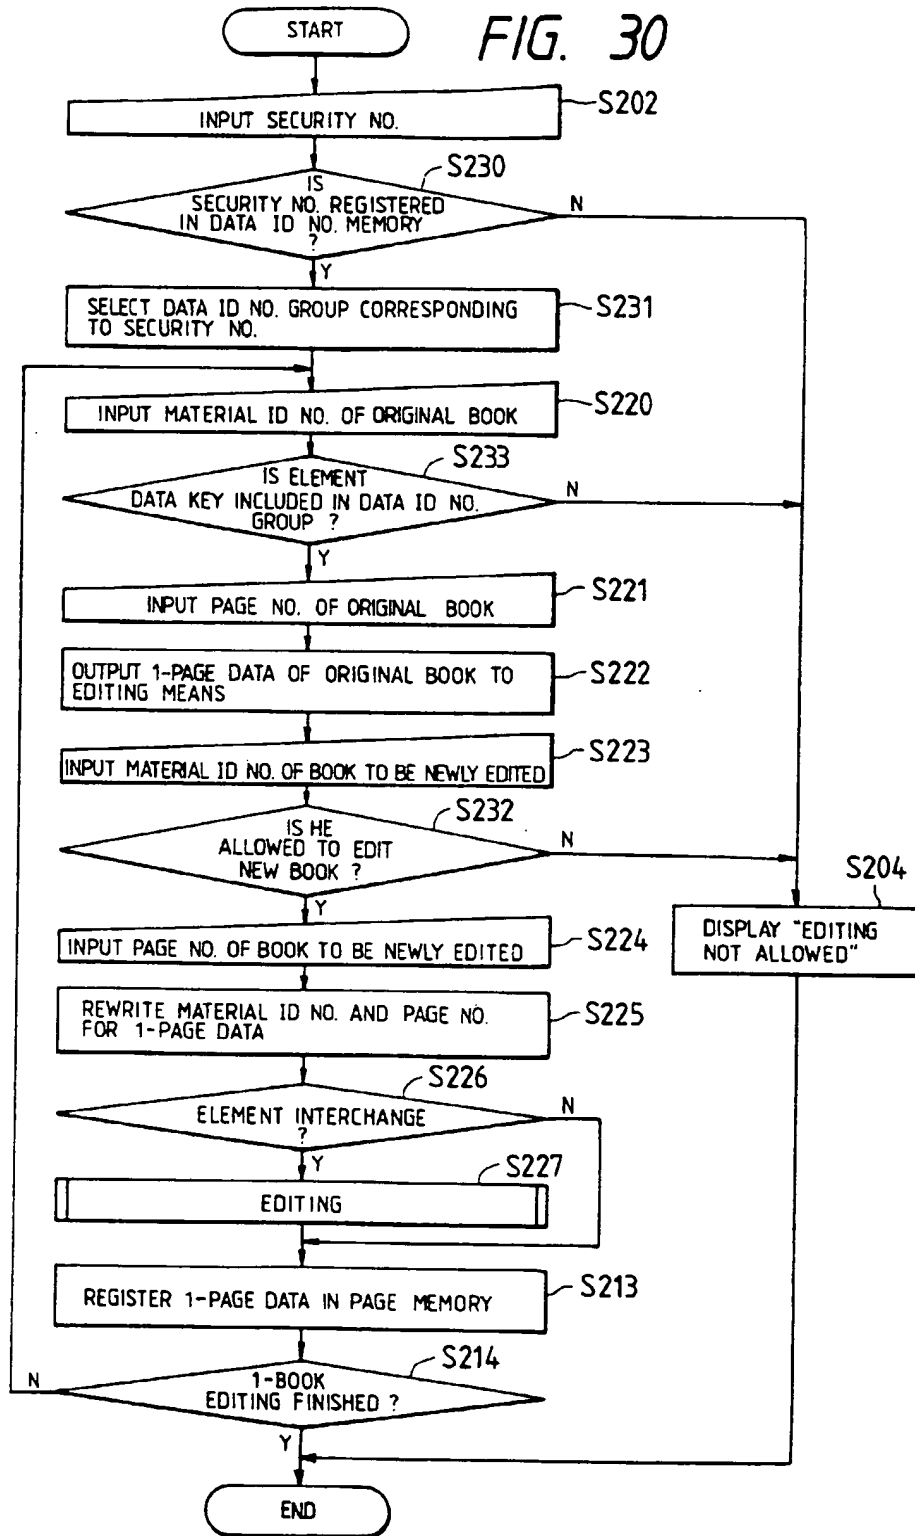 FIG. 30
START
INPUT SECURITY NO.
S202
S230
IS
SECURITY NO. REGISTERED
IN DATA ID NO. MEMORY
?
N
Y
SELECT DATA ID NO. GROUP CORRESPONDING
TO SECURITY NO.
S231
INPUT MATERIAL ID NO. OF ORIGINAL BOOK
S220
S233
IS ELEMENT
DATA KEY INCLUDED IN DATA ID NO.
GROUP ?
N
Y
INPUT PAGE NO. OF ORIGINAL BOOK
S221
OUTPUT 1-PAGE DATA OF ORIGINAL BOOK TO
EDITING MEANS
S222
INPUT MATERIAL ID NO. OF BOOK TO BE NEWLY EDITED
S223
S232
IS HE
ALLOWED TO EDIT
NEW BOOK ?
N
Y
S204
DISPLAY "EDITING
NOT ALLOWED"
INPUT PAGE NO. OF BOOK TO BE NEWLY EDITED
S224
REWRITE MATERIAL ID NO. AND PAGE NO.
FOR 1-PAGE DATA
S225
S226
ELEMENT INTERCHANGE
?
N
Y
S227
EDITING
REGISTER 1-PAGE DATA IN PAGE MEMORY
S213
S214
1-BOOK
EDITING FINISHED ?
N
Y
END